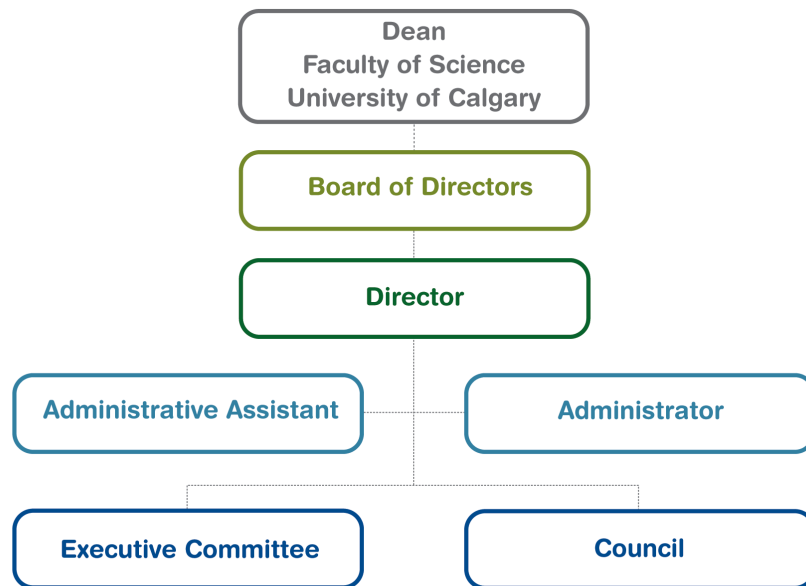 Dean
Faculty of Science
University of Calgary
Board of Directors
Director
Administrative Assistant
Administrator
Executive Committee
Council